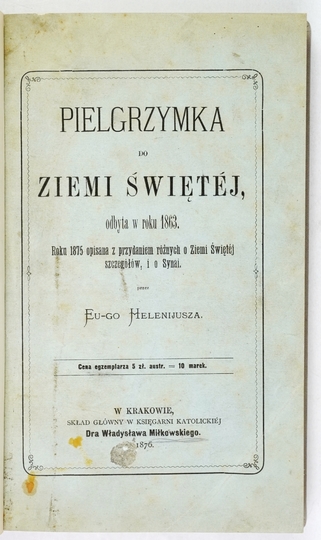 PIELGRZYMKA
DO
ZIEMI ŚWIĘTÉJ,
odbyta w roku 1863.
Roku 1875 opisana z przydaniem różnych o Ziemi Świętéj
szczegółów, i o Synai.
przez
EU-GO HELENIJUSZA.
Cena egzemplarza 5 zł. austr. = 10 marek.
W KRAKOWIE,
SKŁAD GŁÓWNY W KSIĘGARNI KATOLICKIÉJ
Dra Władysława Miłkowskiego.
1876.